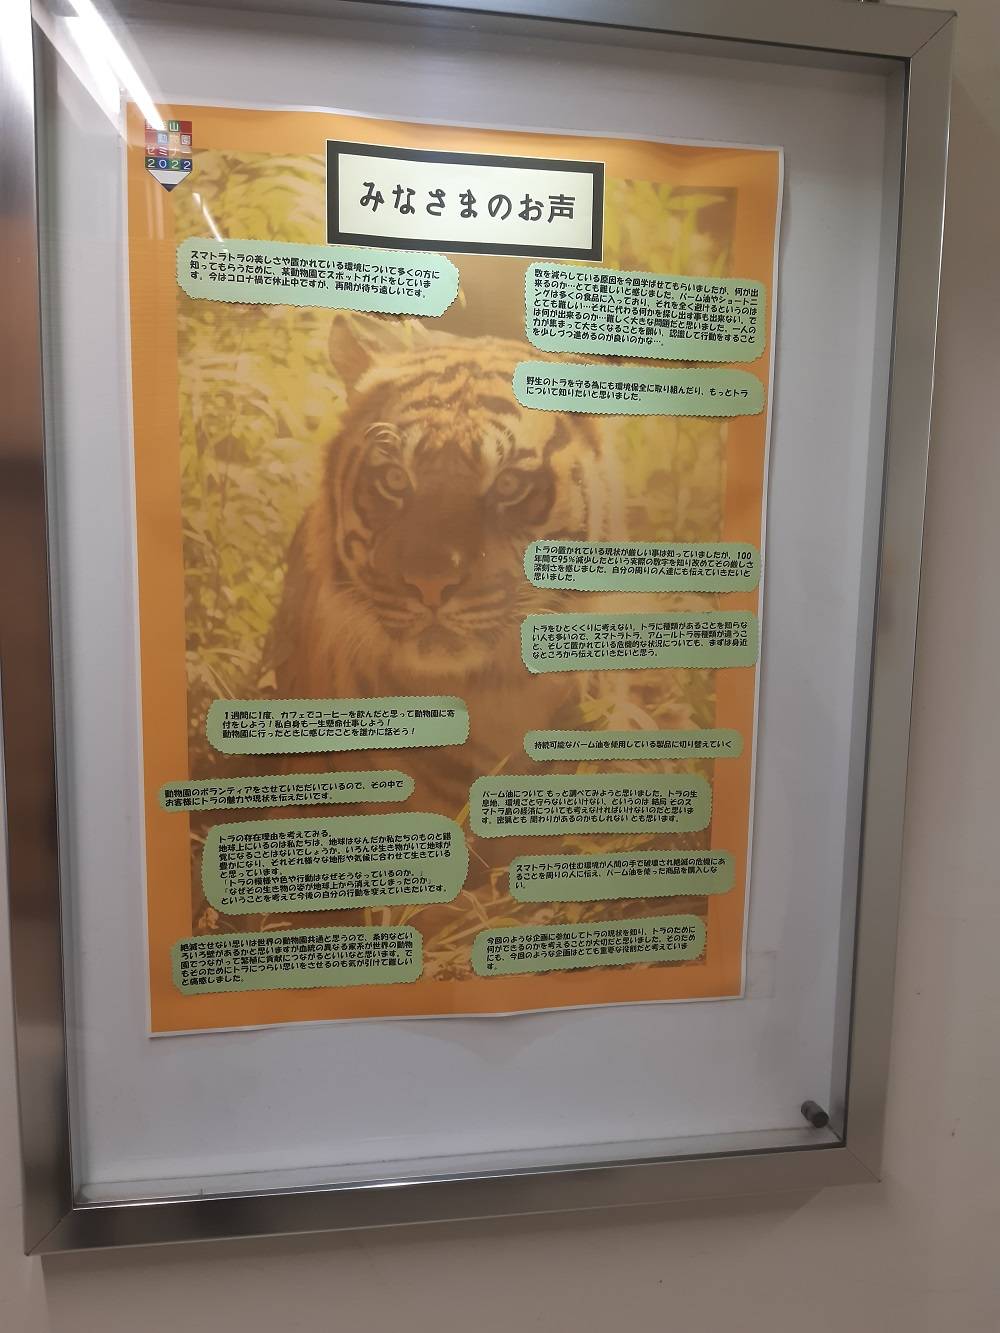 山
動物園
セミナー
2022
みなさまのお声
スマトラトラの美しさや置かれている環境について多くの方に
知ってもらうために、某動物園でスポットガイドをしていま
す。今はコロナ禍で休止中ですが、再開が待ち遠しいです。
数を減らしている原因を今回学ばせてもらいましたが、何が出
来るのか…とても難しいと感じました。パーム油やショートニ
ングは多くの食品に入っており、それを全く避けるというのは
とても難しい…それに代わる何かを探し出す事も出来ない。で
は何が出来るのか…難しく大きな問題だと思いました。一人の
力が集まって大きくなることを願い、認識して行動をすること
を少しづつ進めるのが良いのかな…。
野生のトラを守る為にも環境保全に取り組んだり、もっとトラ
について知りたいと思いました。
トラの置かれている現状が厳しい事は知っていましたが、100
年間で95%減少したという実際の数字を知り改めてその厳しさ
深刻さを感じました。自分の周りの人達にも伝えていきたいと
思いました。
トラをひとくくりに考えない。トラに種類があることを知らな
い人も多いので、スマトラトラ、アムールトラ等種類が違うこ
と、そして置かれている危機的な状況についても、まずは身近
なところから伝えていきたいと思う。
1週間に1度、カフェでコーヒーを飲んだと思って動物園に寄
付をしよう！私自身も一生懸命仕事しよう！
動物園に行ったときに感じたことを誰かに話そう！
持続可能なパーム油を使用している製品に切り替えていく
動物園のボランティアをさせていただいているので、その中で
お客様にトラの魅力や現状を伝えたいです。
パーム油について もっと調べてみようと思いました。トラの生
息地、環境ごと守らないといけない、というのは 結局 そのス
マトラ島の経済についても考えなければいけないのだと思いま
す。密猟とも 関わりがあるのかもしれない とも思います。
トラの存在理由を考えてみる。
地球上にいるのは私たちは、地球はなんだか私たちのものと錯
覚になることはないでしょうか。いろんな生き物がいて地球が
豊かになり、それぞれ様々な地形や気候に合わせて生きている
と思っています。
「トラの模様や色や行動はなぜそうなっているのか。」
「なぜその生き物の姿が地球上から消えてしまったのか」
ということを考えて今後の自分の行動を変えていきたいです。
スマトラトラの住む環境が人間の手で破壊され絶滅の危機にあ
ることを周りの人に伝え、パーム油を使った商品を購入しな
い。
絶滅させない思いは世界の動物園共通と思うので、条約などい
ろいろ壁があるかと思いますが血統の異なる家系が世界の動物
園でつながって繁殖に貢献につながるといいなと思います。で
もそのためにトラにつらい思いをさせるのも気が引けて難しい
と痛感しました。
今回のような企画に参加してトラの現状を知り、トラのために
何ができるのかを考えることが大切だと思いました。そのため
にも、今回のような企画はとても重要な役割だと考えていま
す。